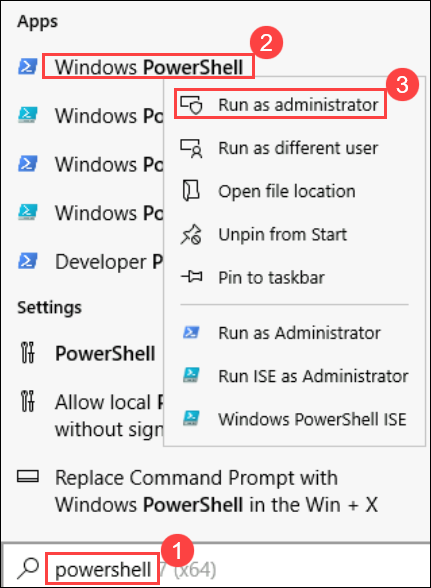 Apps
2
Windows PowerShell
3
Windows Po
Run as administrator
Windows Po
Run as different user
Open file location
Windows Po
Unpin from Start
Developer P
Pin to taskbar
Settings
Run as Administrator
PowerShell
Run ISE as Administrator
Allow local P
without sign
Windows PowerShell ISE
Replace Command Prompt with
Windows PowerShell in the Win + X
1
powershell 7 (x64)